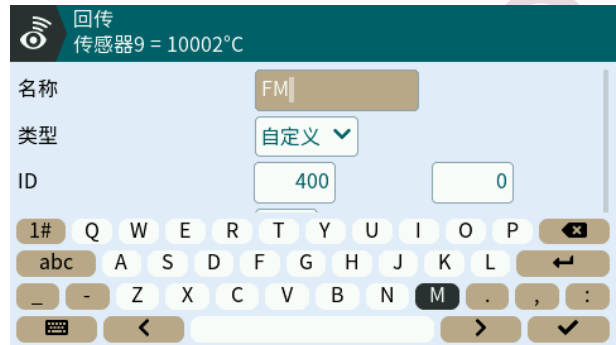 回传
传感器9 = 10002°C
名称 FM
类型 自定义
ID 400 0
1# Q W E R T Y U I O P
abc A S D F G H J K L
_ - Z X C V B N M . , :